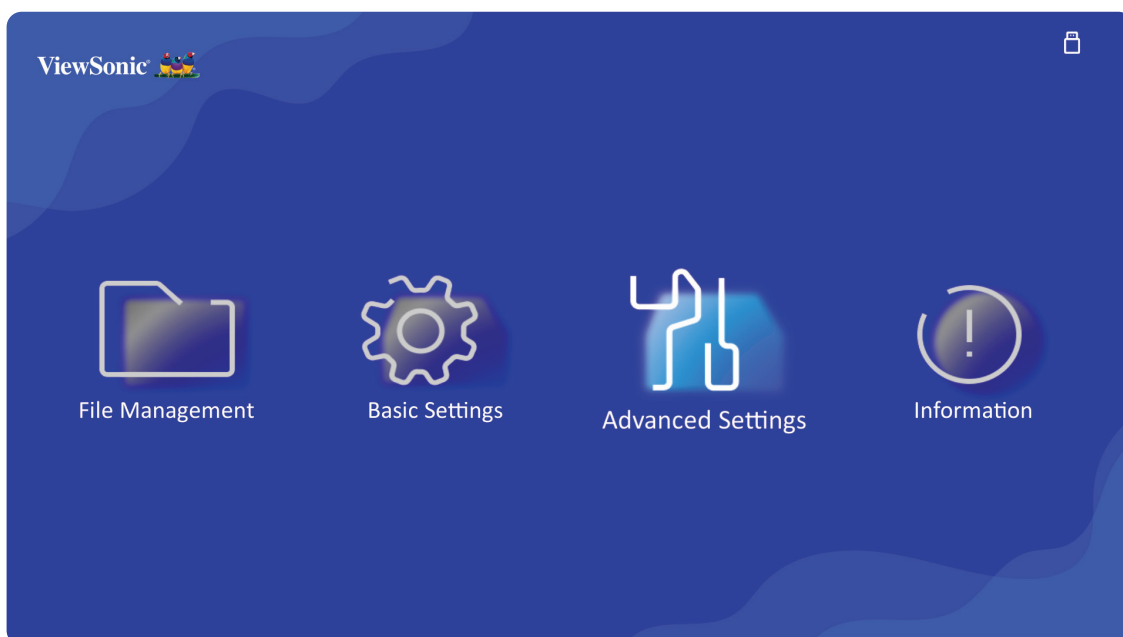 ViewSonic
File Management
Basic Settings
Advanced Settings
Information